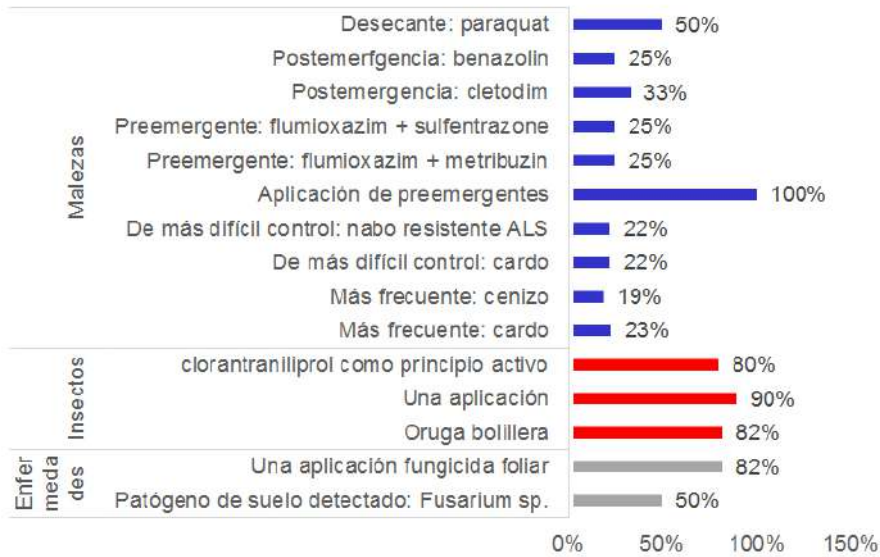 Malezas
Desecante: paraquat 50%
Postemerfgencia: benazolin 25%
Postemergencia: cletodim 33%
Preemergente: flumioxazim + sulfentrazone 25%
Preemergente: flumioxazim + metribuzin 25%
Aplicación de preemergentes 100%
De más difícil control: nabo resistente ALS 22%
De más difícil control: cardo 22%
Más frecuente: cenizo 19%
Más frecuente: cardo 23%
Insectos
clorantraniliprol como principio activo 80%
Una aplicación 90%
Oruga bolillera 82%
Enfer
meda
des
Una aplicación fungicida foliar 82%
Patógeno de suelo detectado: Fusarium sp. 50%
0% 50% 100% 150%